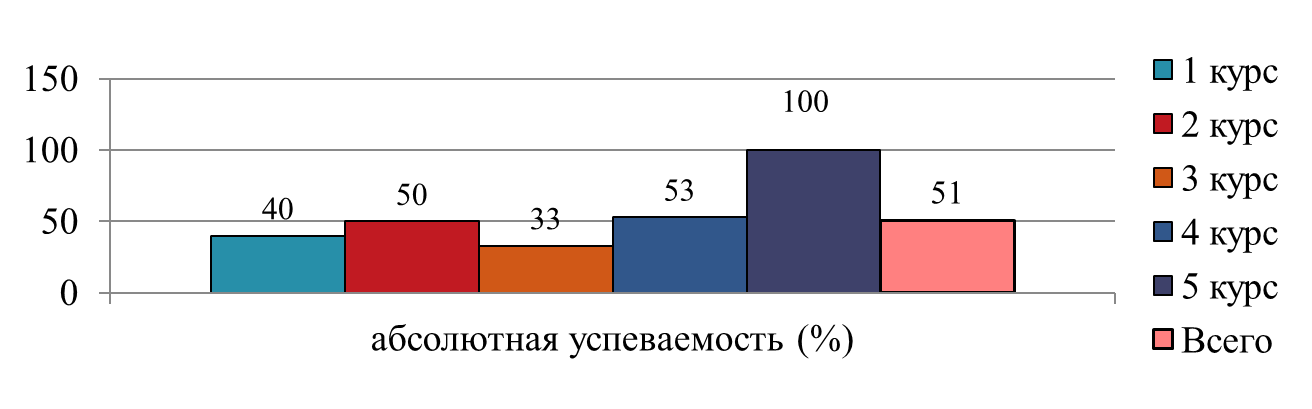 150
100
50
0
40
50
33
53
100
51
абсолютная успеваемость (%)
1 курс
2 курс
3 курс
4 курс
5 курс
Всего